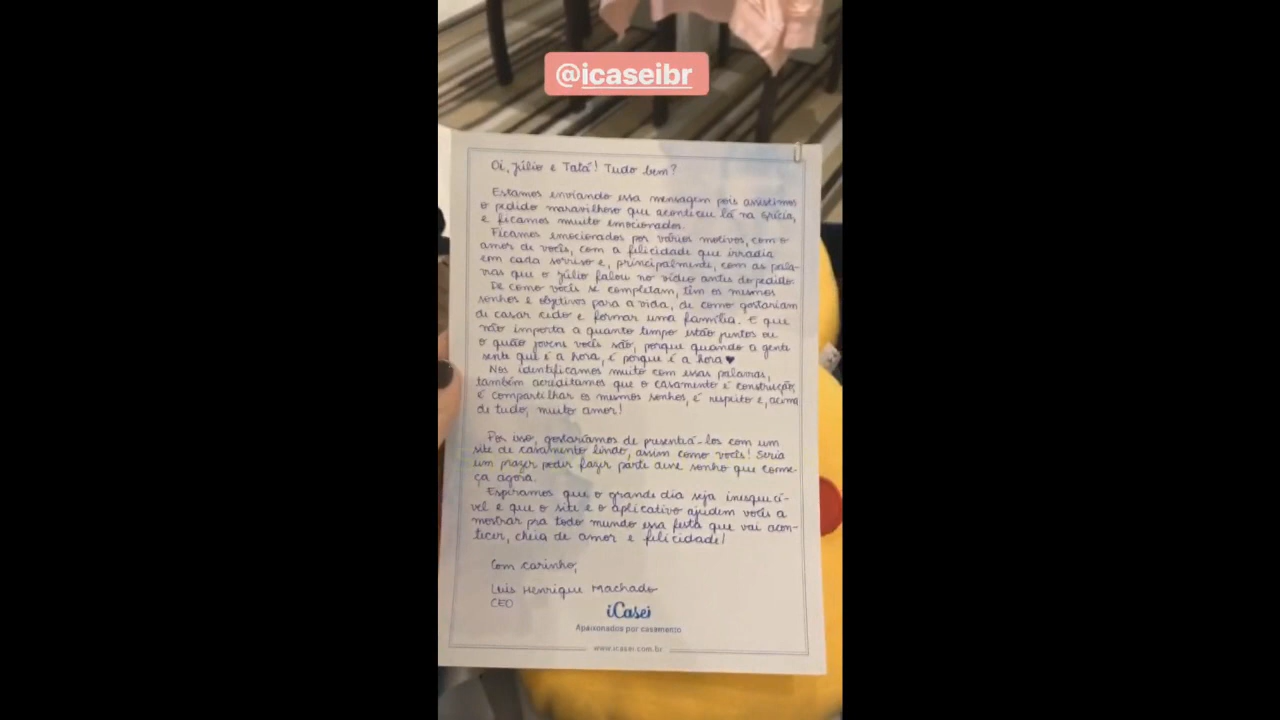 @icaseibr
Oi, Júlio e Tatá! Tudo bem?
Estamos enviando essa mensagem pois assistimos
o pedido maravilhoso que aconteceu lá na Grécia,
e ficamos muito emocionados.
Ficamos emocionados por vários motivos, com o
amor de vocês, com a felicidade que irradia
em cada sorriso e, principalmente, com as pala-
vras que o Júlio falou no vídeo antes do pedido.
De como vocês se completam, têm os mesmos
sonhos e objetivos para a vida, de como gostariam
de casar cedo e formar uma família. E que
não importa a quanto tempo estão juntos ou
o quão jovens vocês são, porque quando a gente
sente que é a hora, é porque é a hora ♥
Nos identificamos muito com essas palavras,
também acreditamos que o casamento é construção,
é compartilhar os mesmos sonhos, é respeito e, acima
de tudo, muito amor!
Por isso, gostaríamos de presenteá-los com um
site de casamento lindo, assim como vocês! Seria
um prazer poder fazer parte desse sonho que come-
ça agora.
Esperamos que o grande dia seja inesquecí-
vel e que o site e o aplicativo ajudem vocês a
mostrar pra todo mundo essa festa que vai acon-
tecer, cheia de amor e felicidade!
Com carinho,
Luis Henrique Machado
CEO
iCasei
Apaixonados por casamento
www.icasei.com.br